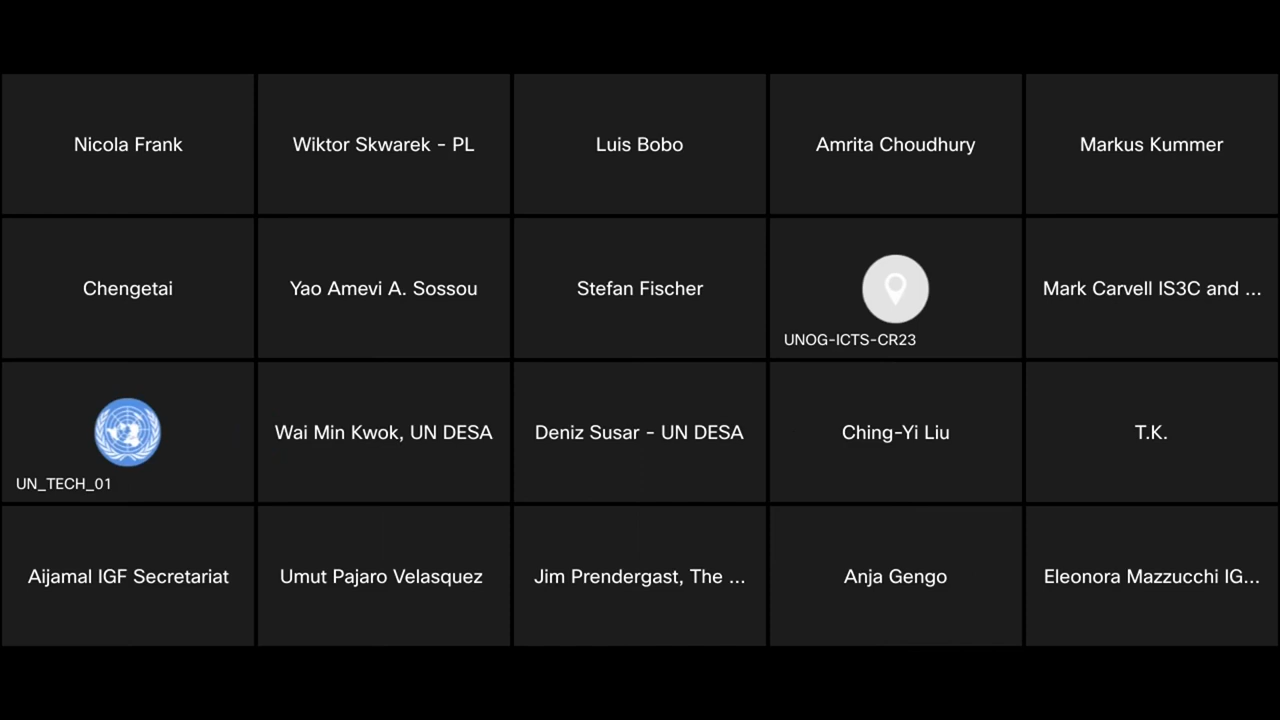 Nicola Frank
Wiktor Skwarek - PL
Luis Bobo
Amrita Choudhury
Markus Kummer
Chengetai
Yao Amevi A. Sossou
Stefan Fischer
UNOG-ICTS-CR23
Mark Carvell IS3C and ...
UN_TECH_01
Wai Min Kwok, UN DESA
Deniz Susar - UN DESA
Ching-Yi Liu
T.K.
Aijamal IGF Secretariat
Umut Pajaro Velasquez
Jim Prendergast, The ...
Anja Gengo
Eleonora Mazzucchi IG...